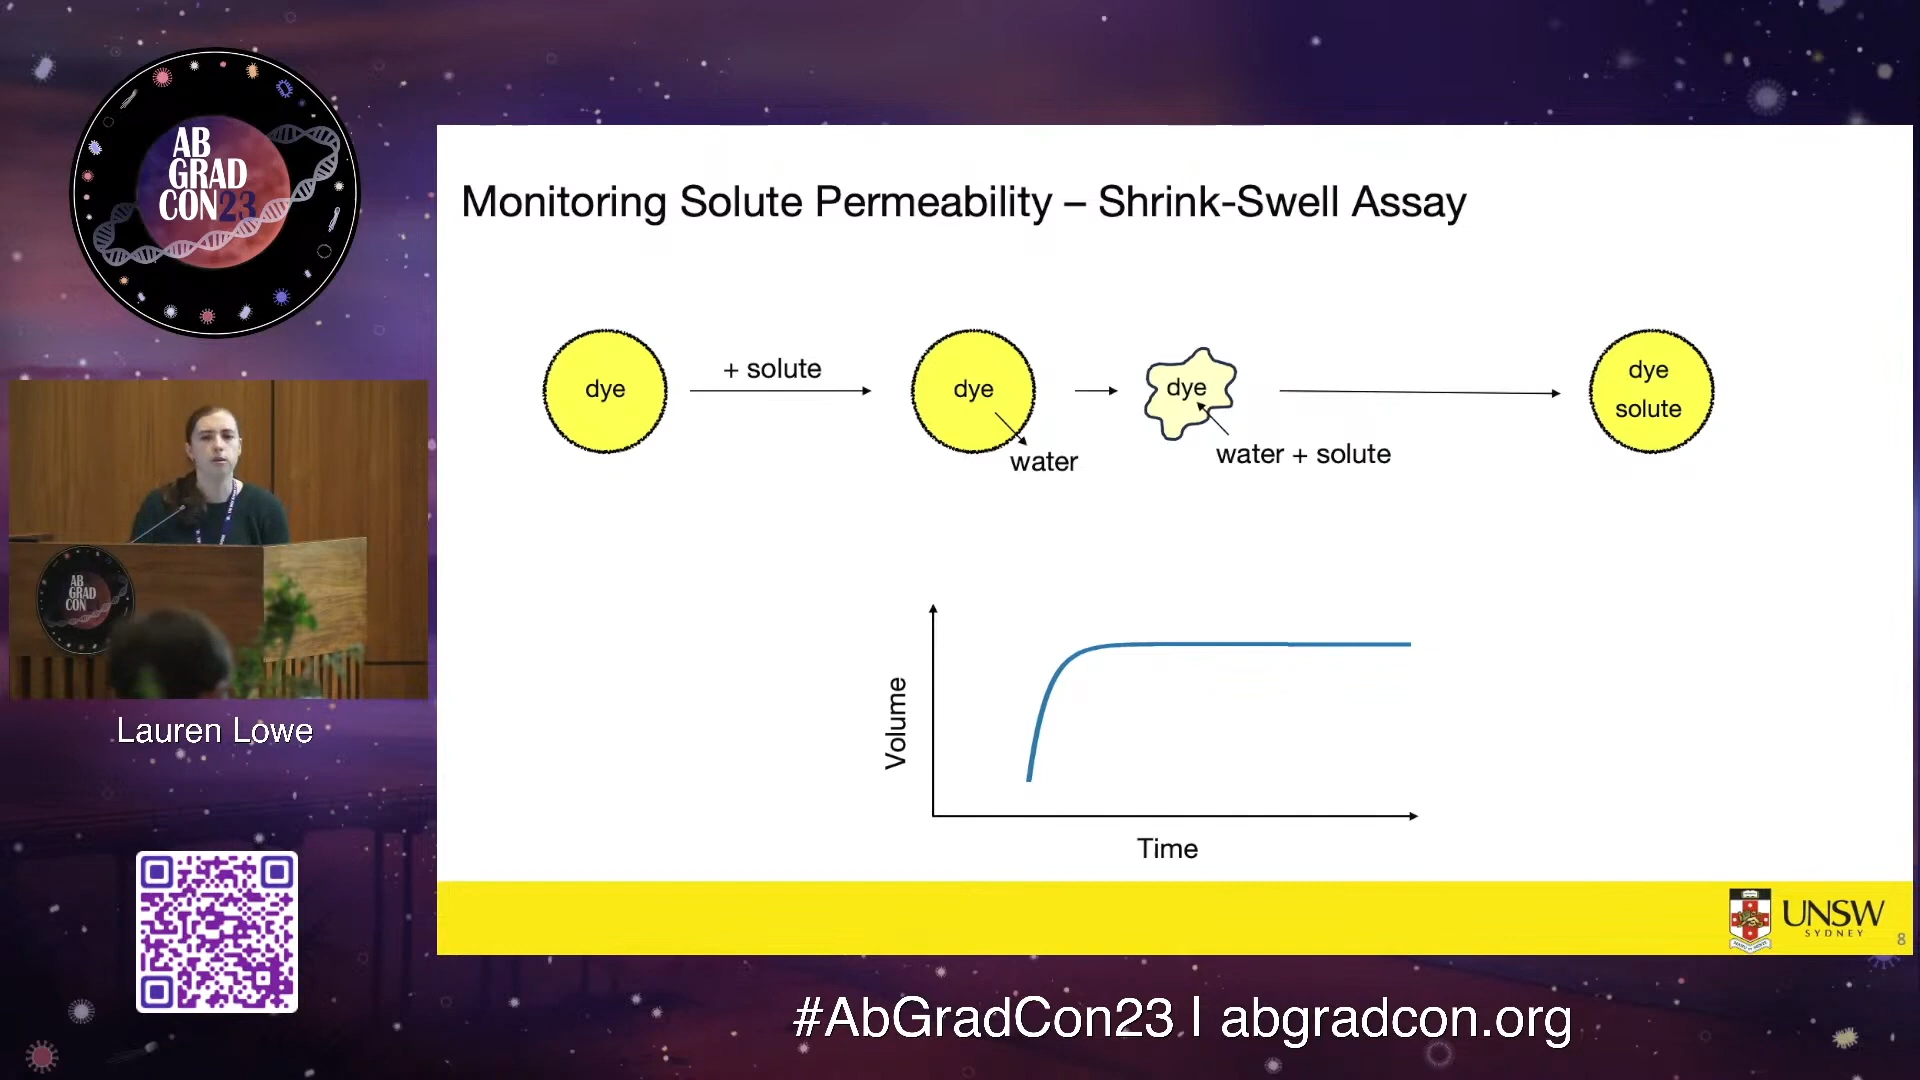 AB
GRAD
CON23
Monitoring Solute Permeability – Shrink-Swell Assay
dye
+ solute
dye
water
dye
water + solute
dye
solute
Volume
Time
AB
GRAD
CON
Lauren Lowe
UNSW
SYDNEY
8
#AbGradCon23 | abgradcon.org